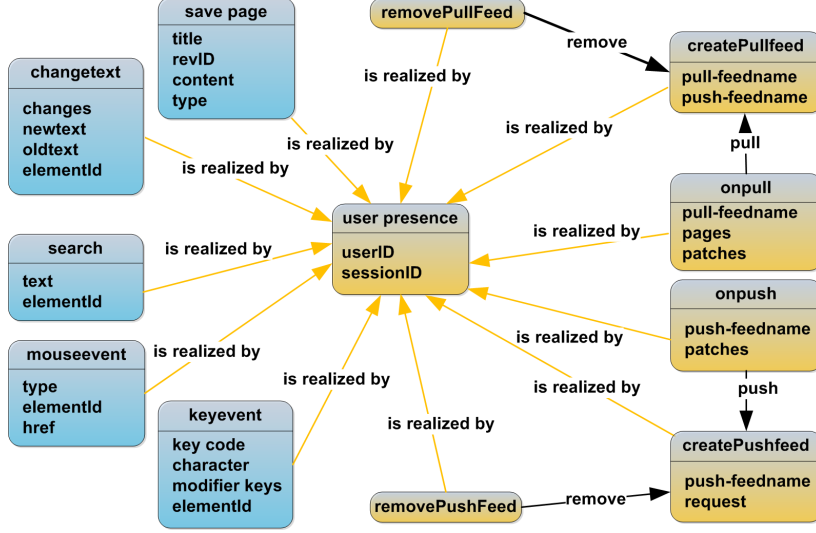 save page
title
revID
content
type
removePullFeed
remove
createPullfeed
pull-feedname
push-feedname
changetext
changes
newtext
oldtext
elementId
is realized by
is realized by
is realized by
is realized by
pull
onpull
pull-feedname
pages
patches
user presence
userID
sessionID
search
text
elementId
is realized by
is realized by
onpush
push-feedname
patches
push
mouseevent
type
elementId
href
is realized by
is realized by
is realized by
is realized by
is realized by
keyevent
key code
character
modifier keys
elementId
createPushfeed
push-feedname
request
removePushFeed
remove